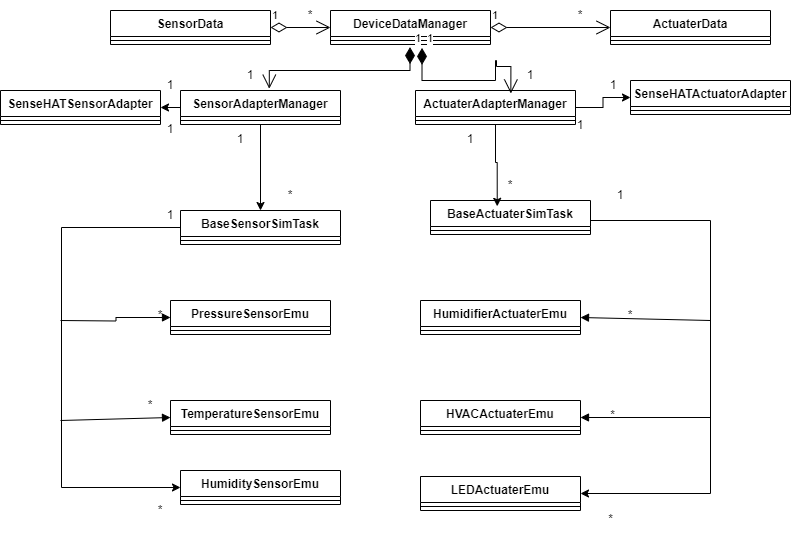 SensorData
1
*
DeviceDataManager
1
*
ActuaterData
1
1
SenseHATSensorAdapter
1
1
1
SensorAdapterManager
1
ActuaterAdapterManager
1
1
SenseHATActuatorAdapter
1
1
*
*
1
BaseSensorSimTask
BaseActuaterSimTask
1
*
PressureSensorEmu
HumidifierActuaterEmu
*
*
TemperatureSensorEmu
HVACActuaterEmu
*
HumiditySensorEmu
LEDActuaterEmu
*
*